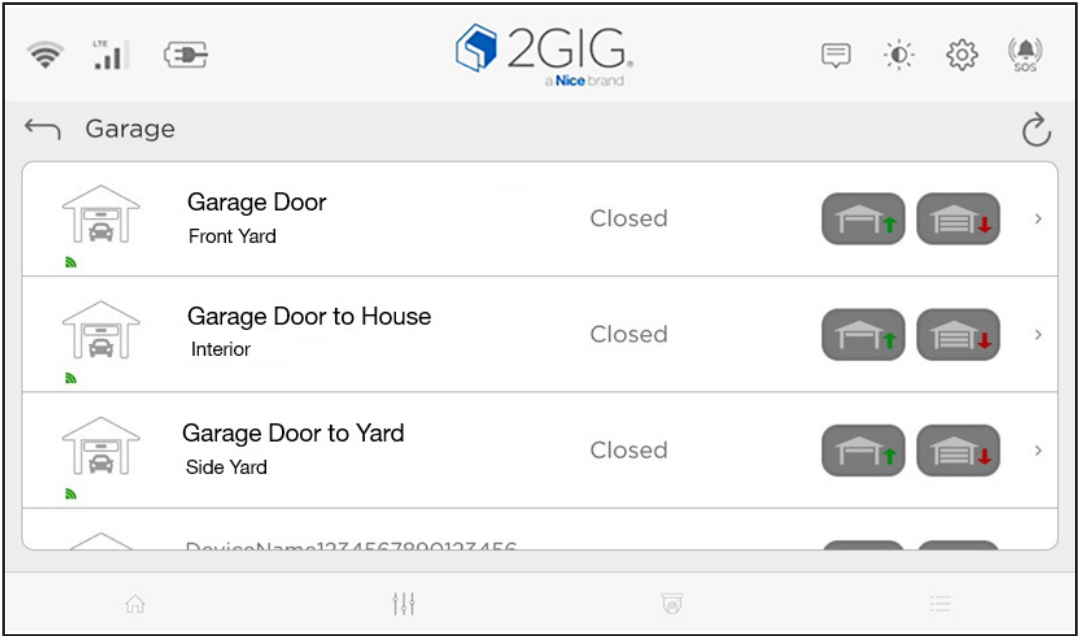 LTE
2GIG®
a Nice brand
SOS
Garage
Garage Door
Front Yard
Closed
Garage Door to House
Interior
Closed
Garage Door to Yard
Side Yard
Closed
DeviceName1234567890123456